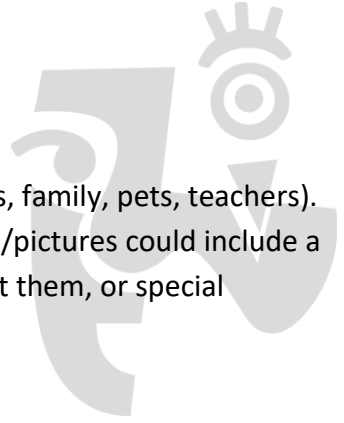 s, family, pets, teachers).
/pictures could include a
t them, or special